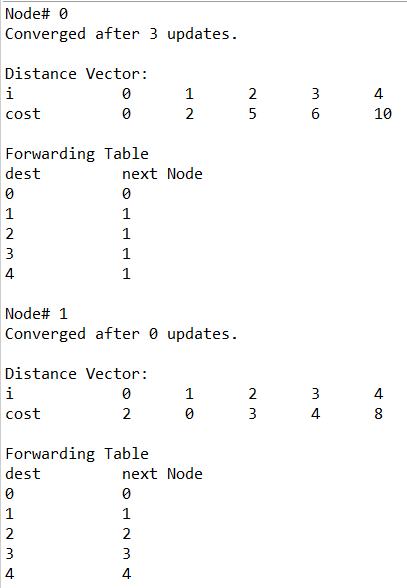 Node# 0
Converged after 3 updates.
Distance Vector:
i 0 1 2 3 4
cost 0 2 5 6 10
Forwarding Table
dest next Node
0 0
1 1
2 1
3 1
4 1
Node# 1
Converged after 0 updates.
Distance Vector:
i 0 1 2 3 4
cost 2 0 3 4 8
Forwarding Table
dest next Node
0 0
1 1
2 2
3 3
4 4